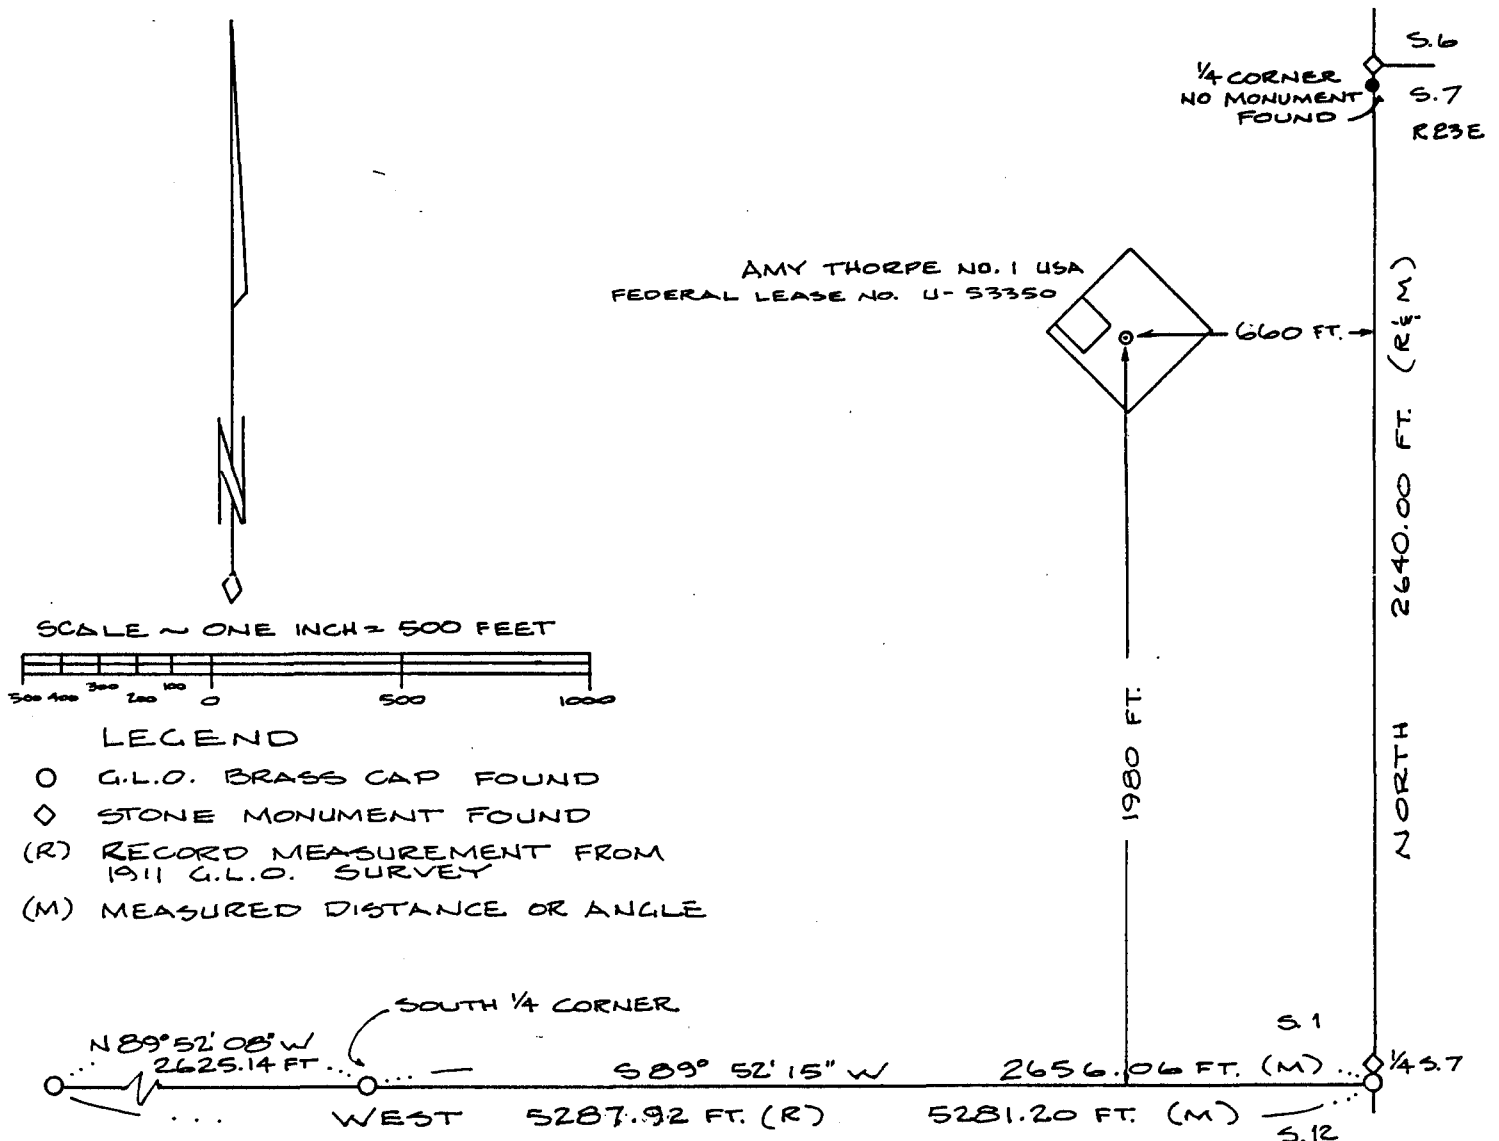 S.6
1/4 CORNER
NO MONUMENT
FOUND
S.7
R23E
AMY THORPE NO. 1 USA
FEDERAL LEASE NO. U-53350
660 FT.
NORTH 2640.00 FT. (R & M)
1980 FT.
N
SCALE ~ ONE INCH = 500 FEET
500 400 300 200 100 0 500 1000
LEGEND
G.L.O. BRASS CAP FOUND
STONE MONUMENT FOUND
(R) RECORD MEASUREMENT FROM
1911 G.L.O. SURVEY
(M) MEASURED DISTANCE OR ANGLE
SOUTH 1/4 CORNER
N 89° 52' 08" W
2625.14 FT
S 89° 52' 15" W 2656.06 FT. (M)
S.1
1/4 S.7
WEST 5287.92 FT. (R) 5281.20 FT. (M)
S.12